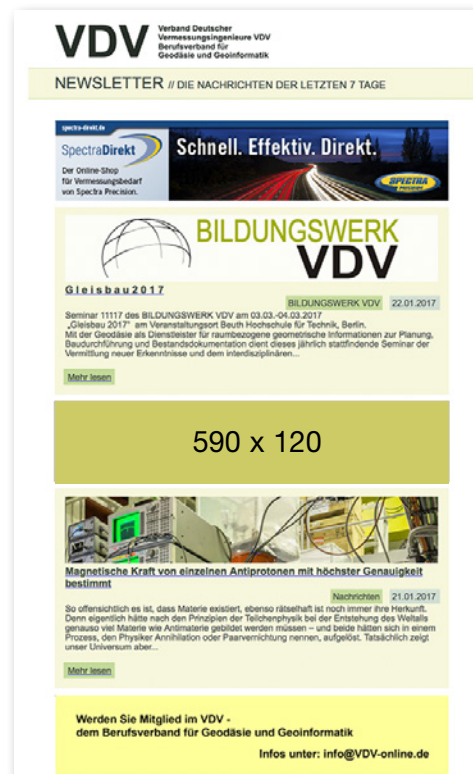 VDV
Verband Deutscher
Vermessungsingenieure VDV
Berufsverband für
Geodäsie und Geoinformatik
NEWSLETTER // DIE NACHRICHTEN DER LETZTEN 7 TAGE
spectra-direkt.de
SpectraDirekt
Der Online-Shop
für Vermessungsbedarf
von Spectra Precision.
Schnell. Effektiv. Direkt.
SPECTRA
PRECISION
BILDUNGSWERK
VDV
Gleisbau2017
BILDUNGSWERK VDV 22.01.2017
Seminar 11117 des BILDUNGSWERK VDV am 03.03.-04.03.2017
„Gleisbau 2017" am Veranstaltungsort Beuth Hochschule für Technik, Berlin.
Mit der Geodäsie als Dienstleister für raumbezogene geometrische Informationen zur Planung,
Baudurchführung und Bestandsdokumentation dient dieses jährlich stattfindende Seminar der
Vermittlung neuer Erkenntnisse und dem interdisziplinären...
Mehr lesen
590 x 120
Magnetische Kraft von einzelnen Antiprotonen mit höchster Genauigkeit
bestimmt
Nachrichten 21.01.2017
So offensichtlich es ist, dass Materie existiert, ebenso rätselhaft ist noch immer ihre Herkunft.
Denn eigentlich hätte nach den Prinzipien der Teilchenphysik bei der Entstehung des Weltalls
genauso viel Materie wie Antimaterie gebildet werden müssen – und beide hätten sich in einem
Prozess, den Physiker Annihilation oder Paarvernichtung nennen, aufgelöst. Tatsächlich zeigt
unser Universum aber...
Mehr lesen
Werden Sie Mitglied im VDV -
dem Berufsverband für Geodäsie und Geoinformatik
Infos unter: info@VDV-online.de